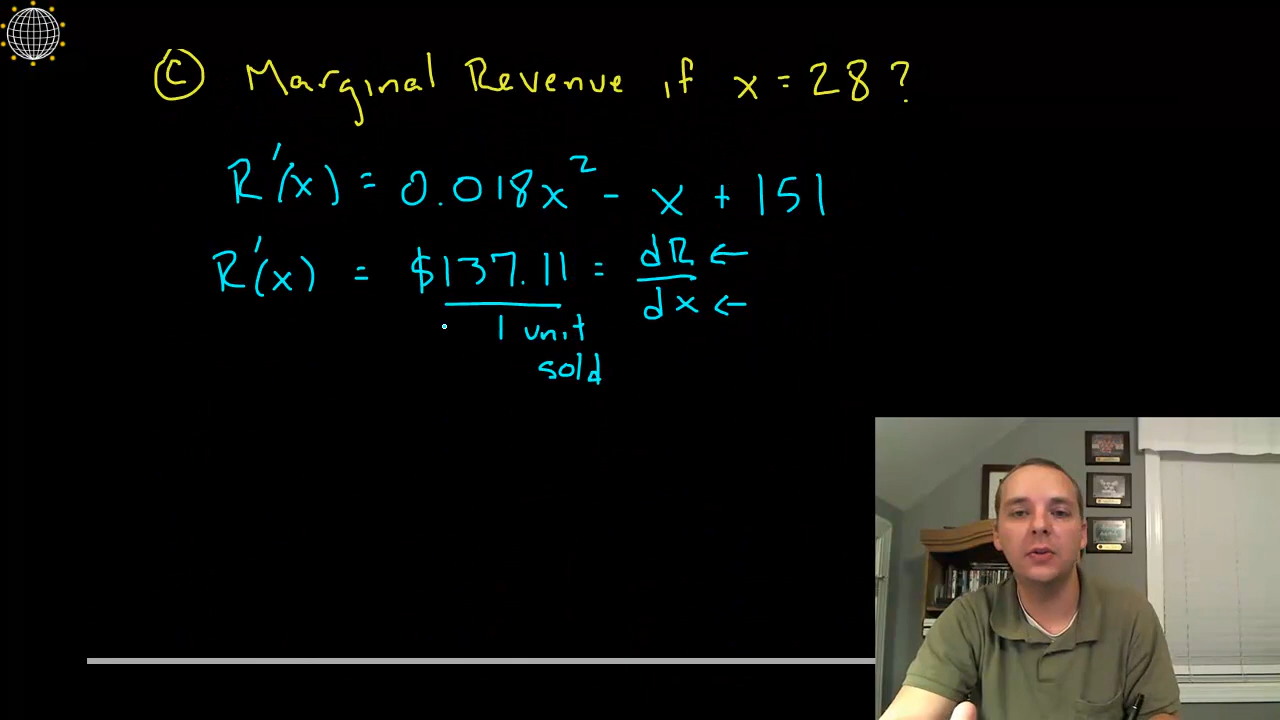 (C) Marginal Revenue if x = 28?
R'(x) = 0.018x² - x + 151
R'(x) = $137.11 / 1 unit sold = dR/dx